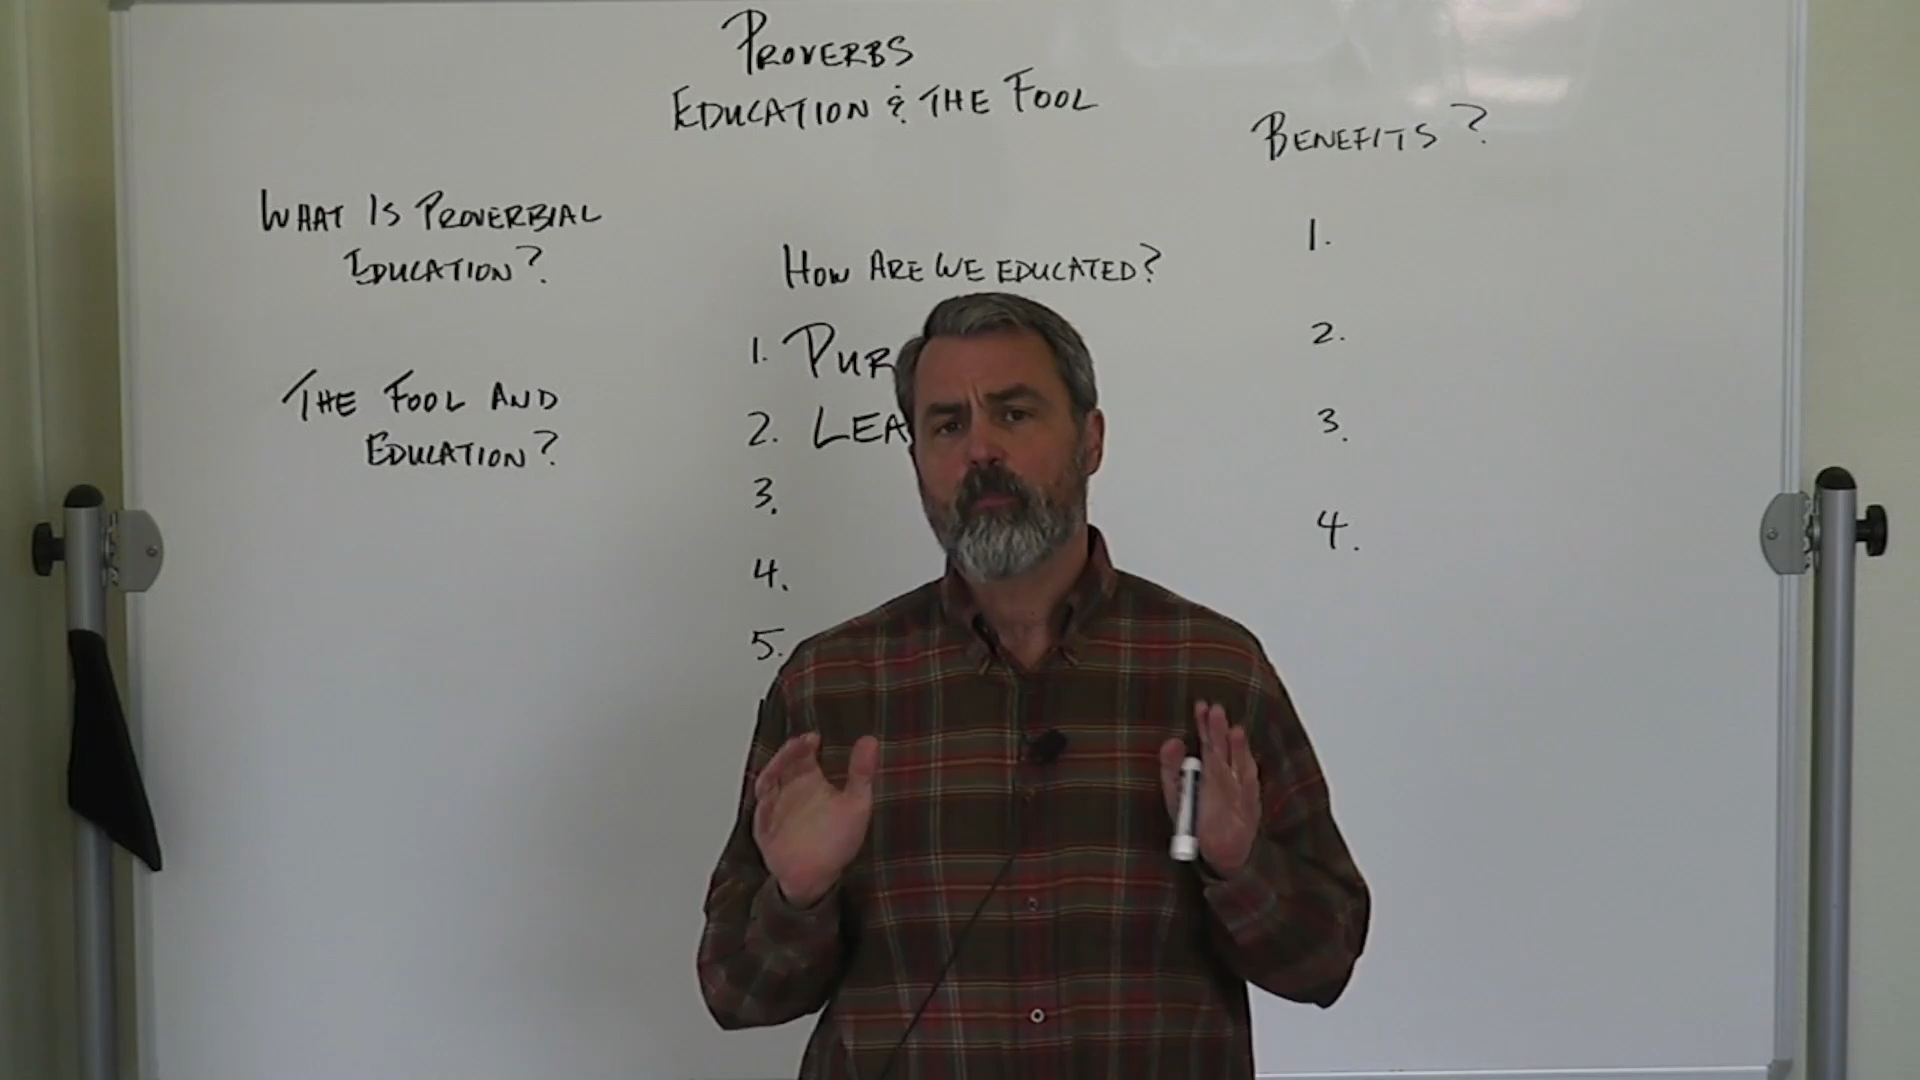 PROVERBS
EDUCATION & THE FOOL
WHAT IS PROVERBIAL
EDUCATION?
THE FOOL AND
EDUCATION?
HOW ARE WE EDUCATED?
1. PUR
2. LEA
3.
4.
5.
BENEFITS?
1.
2.
3.
4.